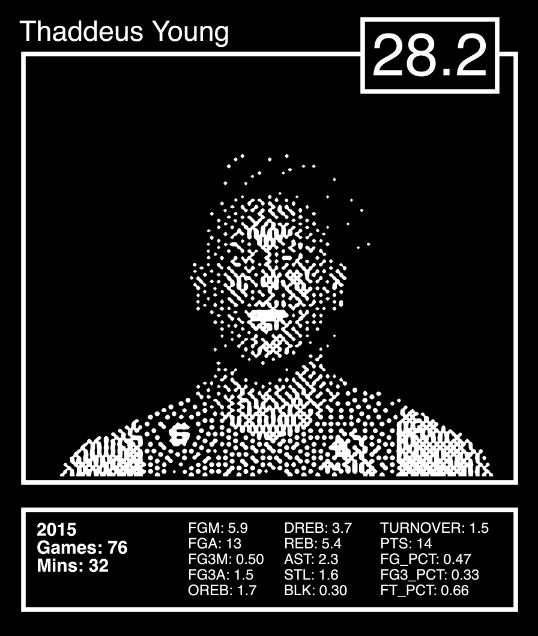 Thaddeus Young
28.2
2015
Games: 76
Mins: 32
FGM: 5.9
FGA: 13
FG3M: 0.50
FG3A: 1.5
OREB: 1.7
DREB: 3.7
REB: 5.4
AST: 2.3
STL: 1.6
BLK: 0.30
TURNOVER: 1.5
PTS: 14
FG_PCT: 0.47
FG3_PCT: 0.33
FT_PCT: 0.66